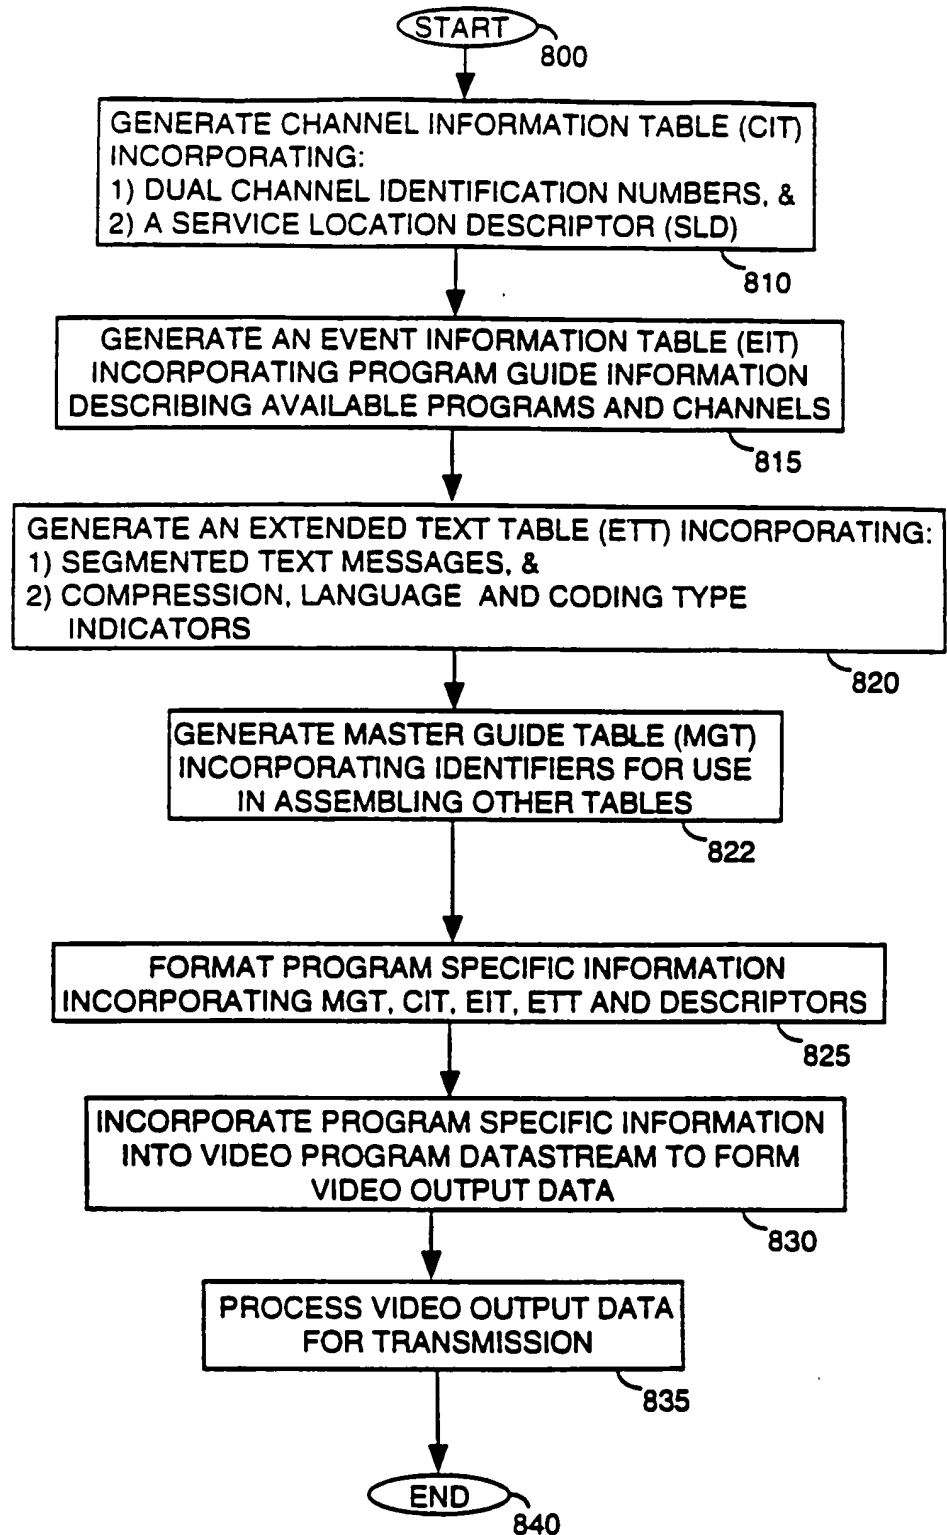 START
800
GENERATE CHANNEL INFORMATION TABLE (CIT)
INCORPORATING:
1) DUAL CHANNEL IDENTIFICATION NUMBERS, &
2) A SERVICE LOCATION DESCRIPTOR (SLD)
810
GENERATE AN EVENT INFORMATION TABLE (EIT)
INCORPORATING PROGRAM GUIDE INFORMATION
DESCRIBING AVAILABLE PROGRAMS AND CHANNELS
815
GENERATE AN EXTENDED TEXT TABLE (ETT) INCORPORATING:
1) SEGMENTED TEXT MESSAGES, &
2) COMPRESSION, LANGUAGE AND CODING TYPE
INDICATORS
820
GENERATE MASTER GUIDE TABLE (MGT)
INCORPORATING IDENTIFIERS FOR USE
IN ASSEMBLING OTHER TABLES
822
FORMAT PROGRAM SPECIFIC INFORMATION
INCORPORATING MGT, CIT, EIT, ETT AND DESCRIPTORS
825
INCORPORATE PROGRAM SPECIFIC INFORMATION
INTO VIDEO PROGRAM DATASTREAM TO FORM
VIDEO OUTPUT DATA
830
PROCESS VIDEO OUTPUT DATA
FOR TRANSMISSION
835
END
840